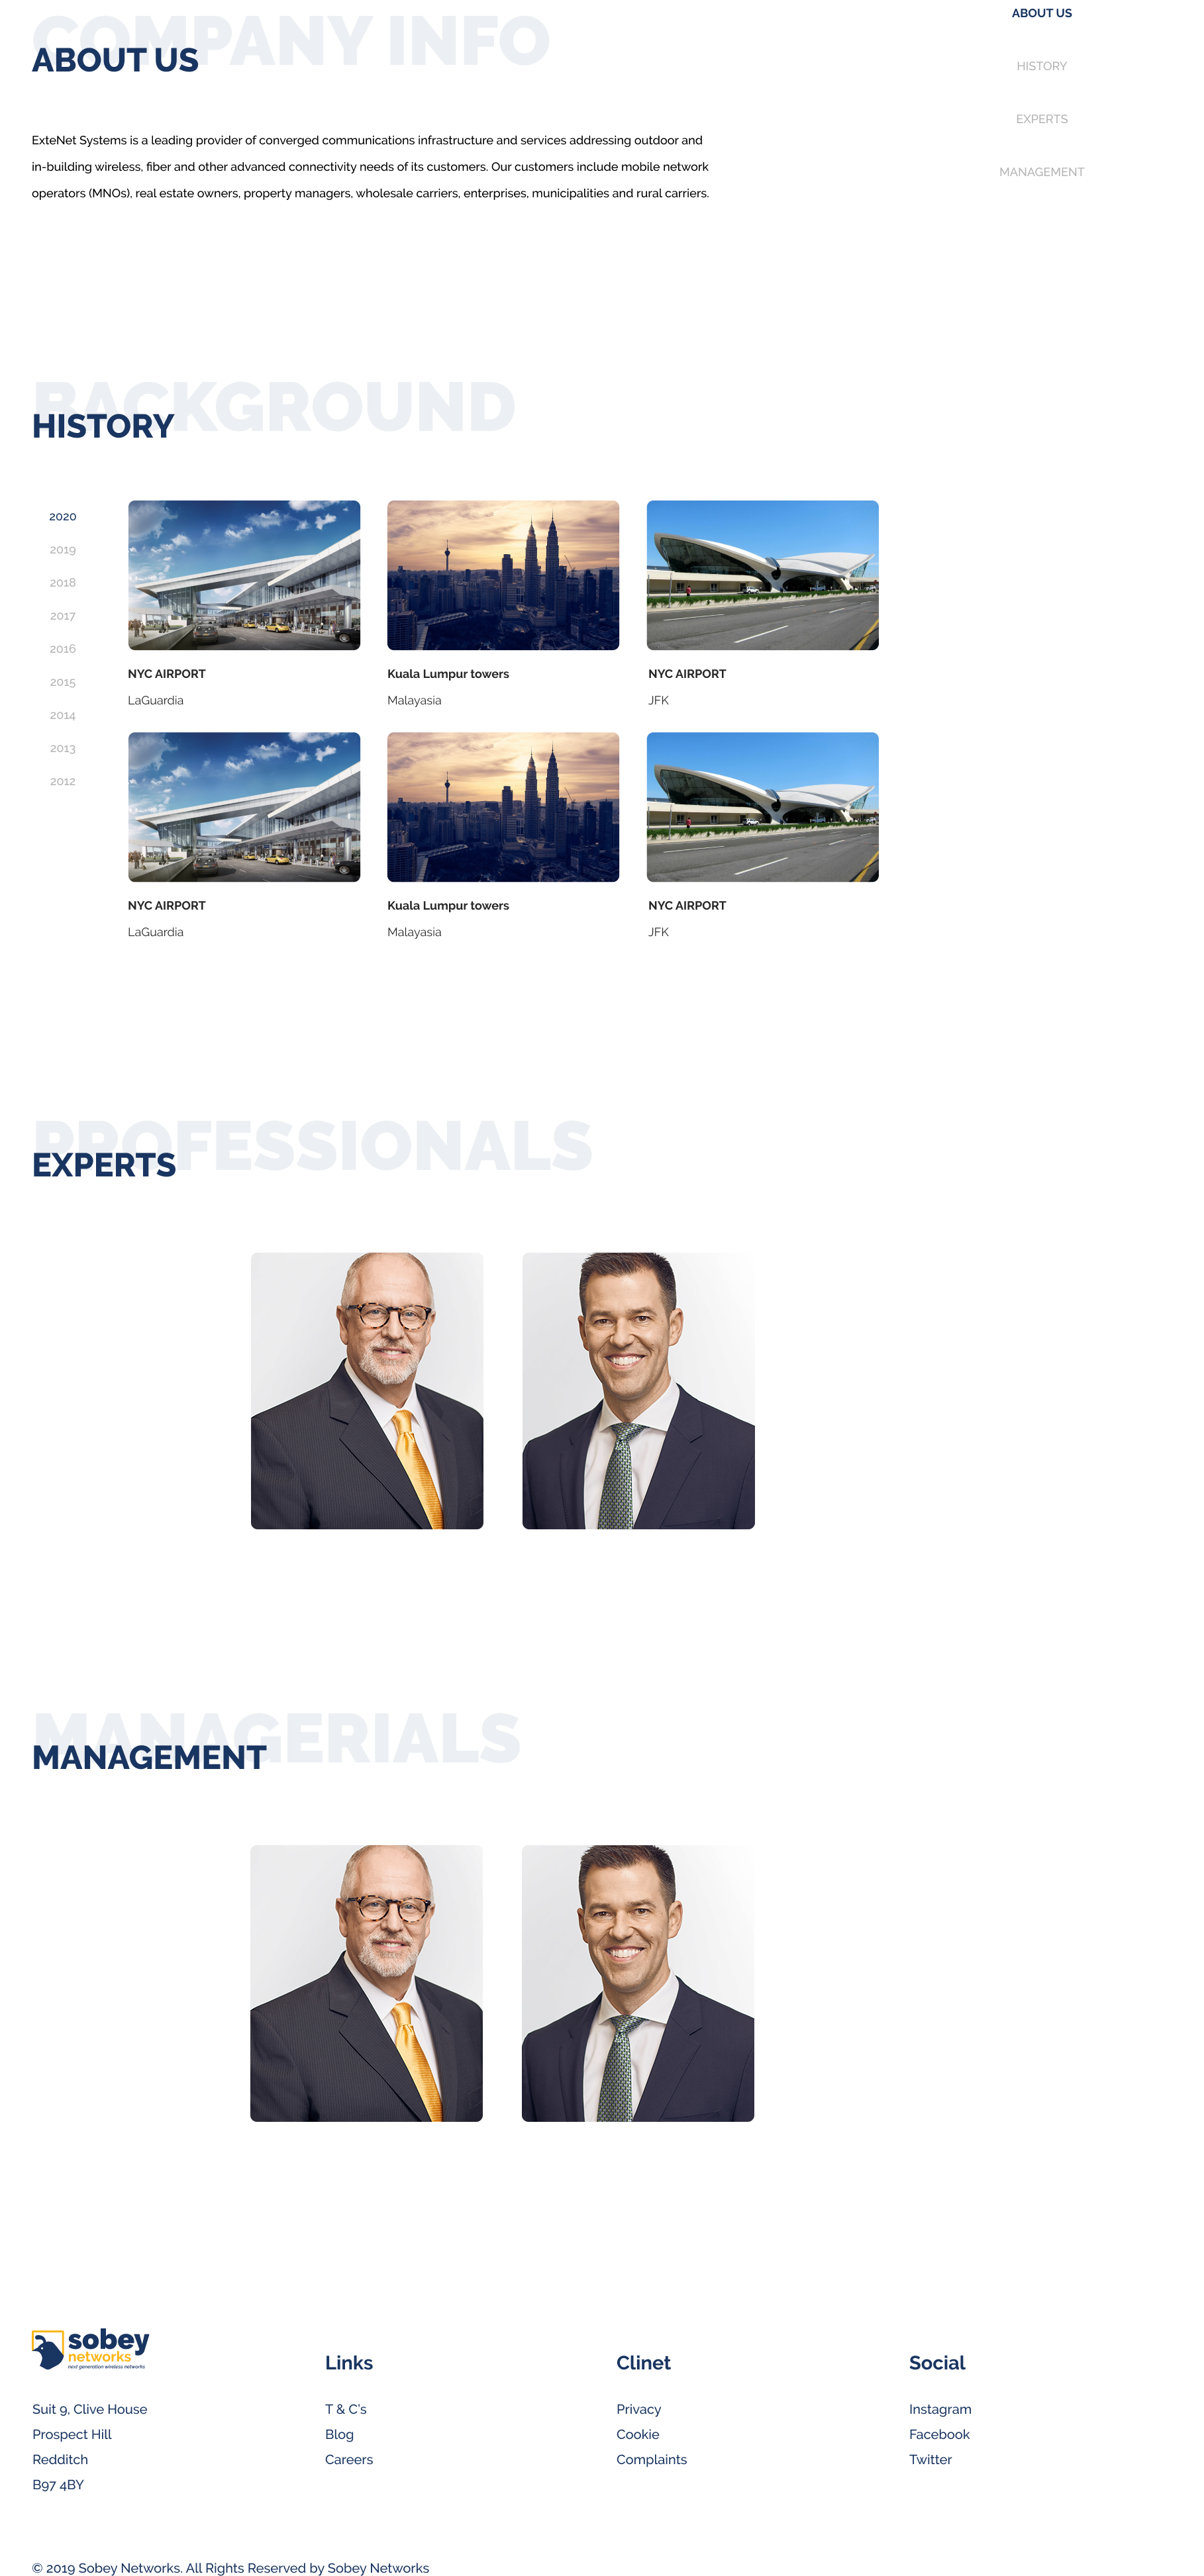 COMPANY INFO
ABOUT US
ABOUT US
HISTORY
EXPERTS
MANAGEMENT
ExteNet Systems is a leading provider of converged communications infrastructure and services addressing outdoor and
in-building wireless, fiber and other advanced connectivity needs of its customers. Our customers include mobile network
operators (MNOs), real estate owners, property managers, wholesale carriers, enterprises, municipalities and rural carriers.
BACKGROUND
HISTORY
2020
2019
2018
2017
2016
2015
2014
2013
2012
NYC AIRPORT
LaGuardia
Kuala Lumpur towers
Malayasia
NYC AIRPORT
JFK
NYC AIRPORT
LaGuardia
Kuala Lumpur towers
Malayasia
NYC AIRPORT
JFK
PROFESSIONALS
EXPERTS
MANAGERIALS
MANAGEMENT
sobey
networks
next generation wireless networks
Suit 9, Clive House
Prospect Hill
Redditch
B97 4BY
Links
T & C's
Blog
Careers
Clinet
Privacy
Cookie
Complaints
Social
Instagram
Facebook
Twitter
© 2019 Sobey Networks. All Rights Reserved by Sobey Networks